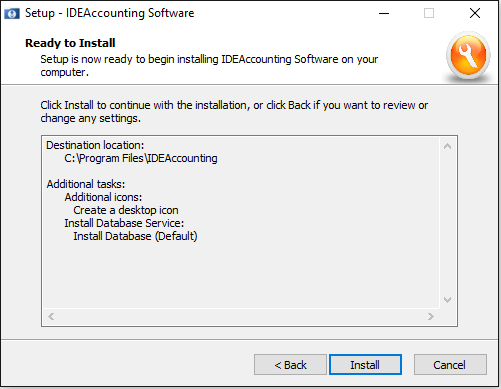 Setup - IDEAccounting Software
Ready to Install
Setup is now ready to begin installing IDEAccounting Software on your
computer.
Click Install to continue with the installation, or click Back if you want to review or
change any settings.
Destination location:
C:\Program Files\IDEAccounting
Additional tasks:
Additional icons:
Create a desktop icon
Install Database Service:
Install Database (Default)
< Back
Install
Cancel